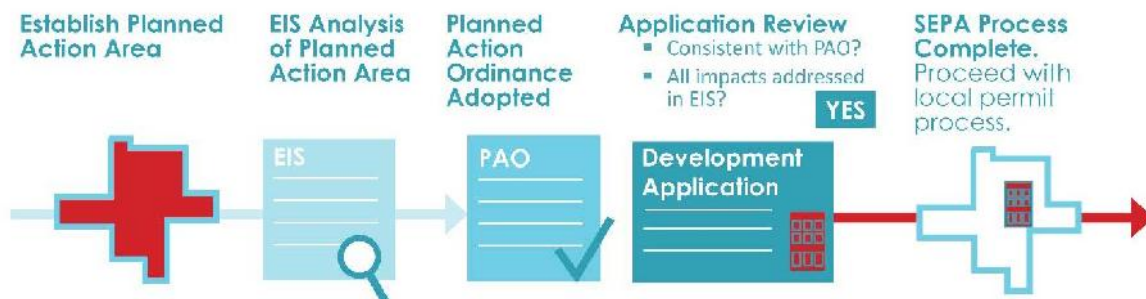 Establish Planned
Action Area
EIS Analysis
of Planned
Action Area
Planned
Action
Ordinance
Adopted
Application Review
▪ Consistent with PAO?
▪ All impacts addressed
in EIS?
YES
SEPA Process
Complete.
Proceed with
local permit
process.
EIS
PAO
Development
Application